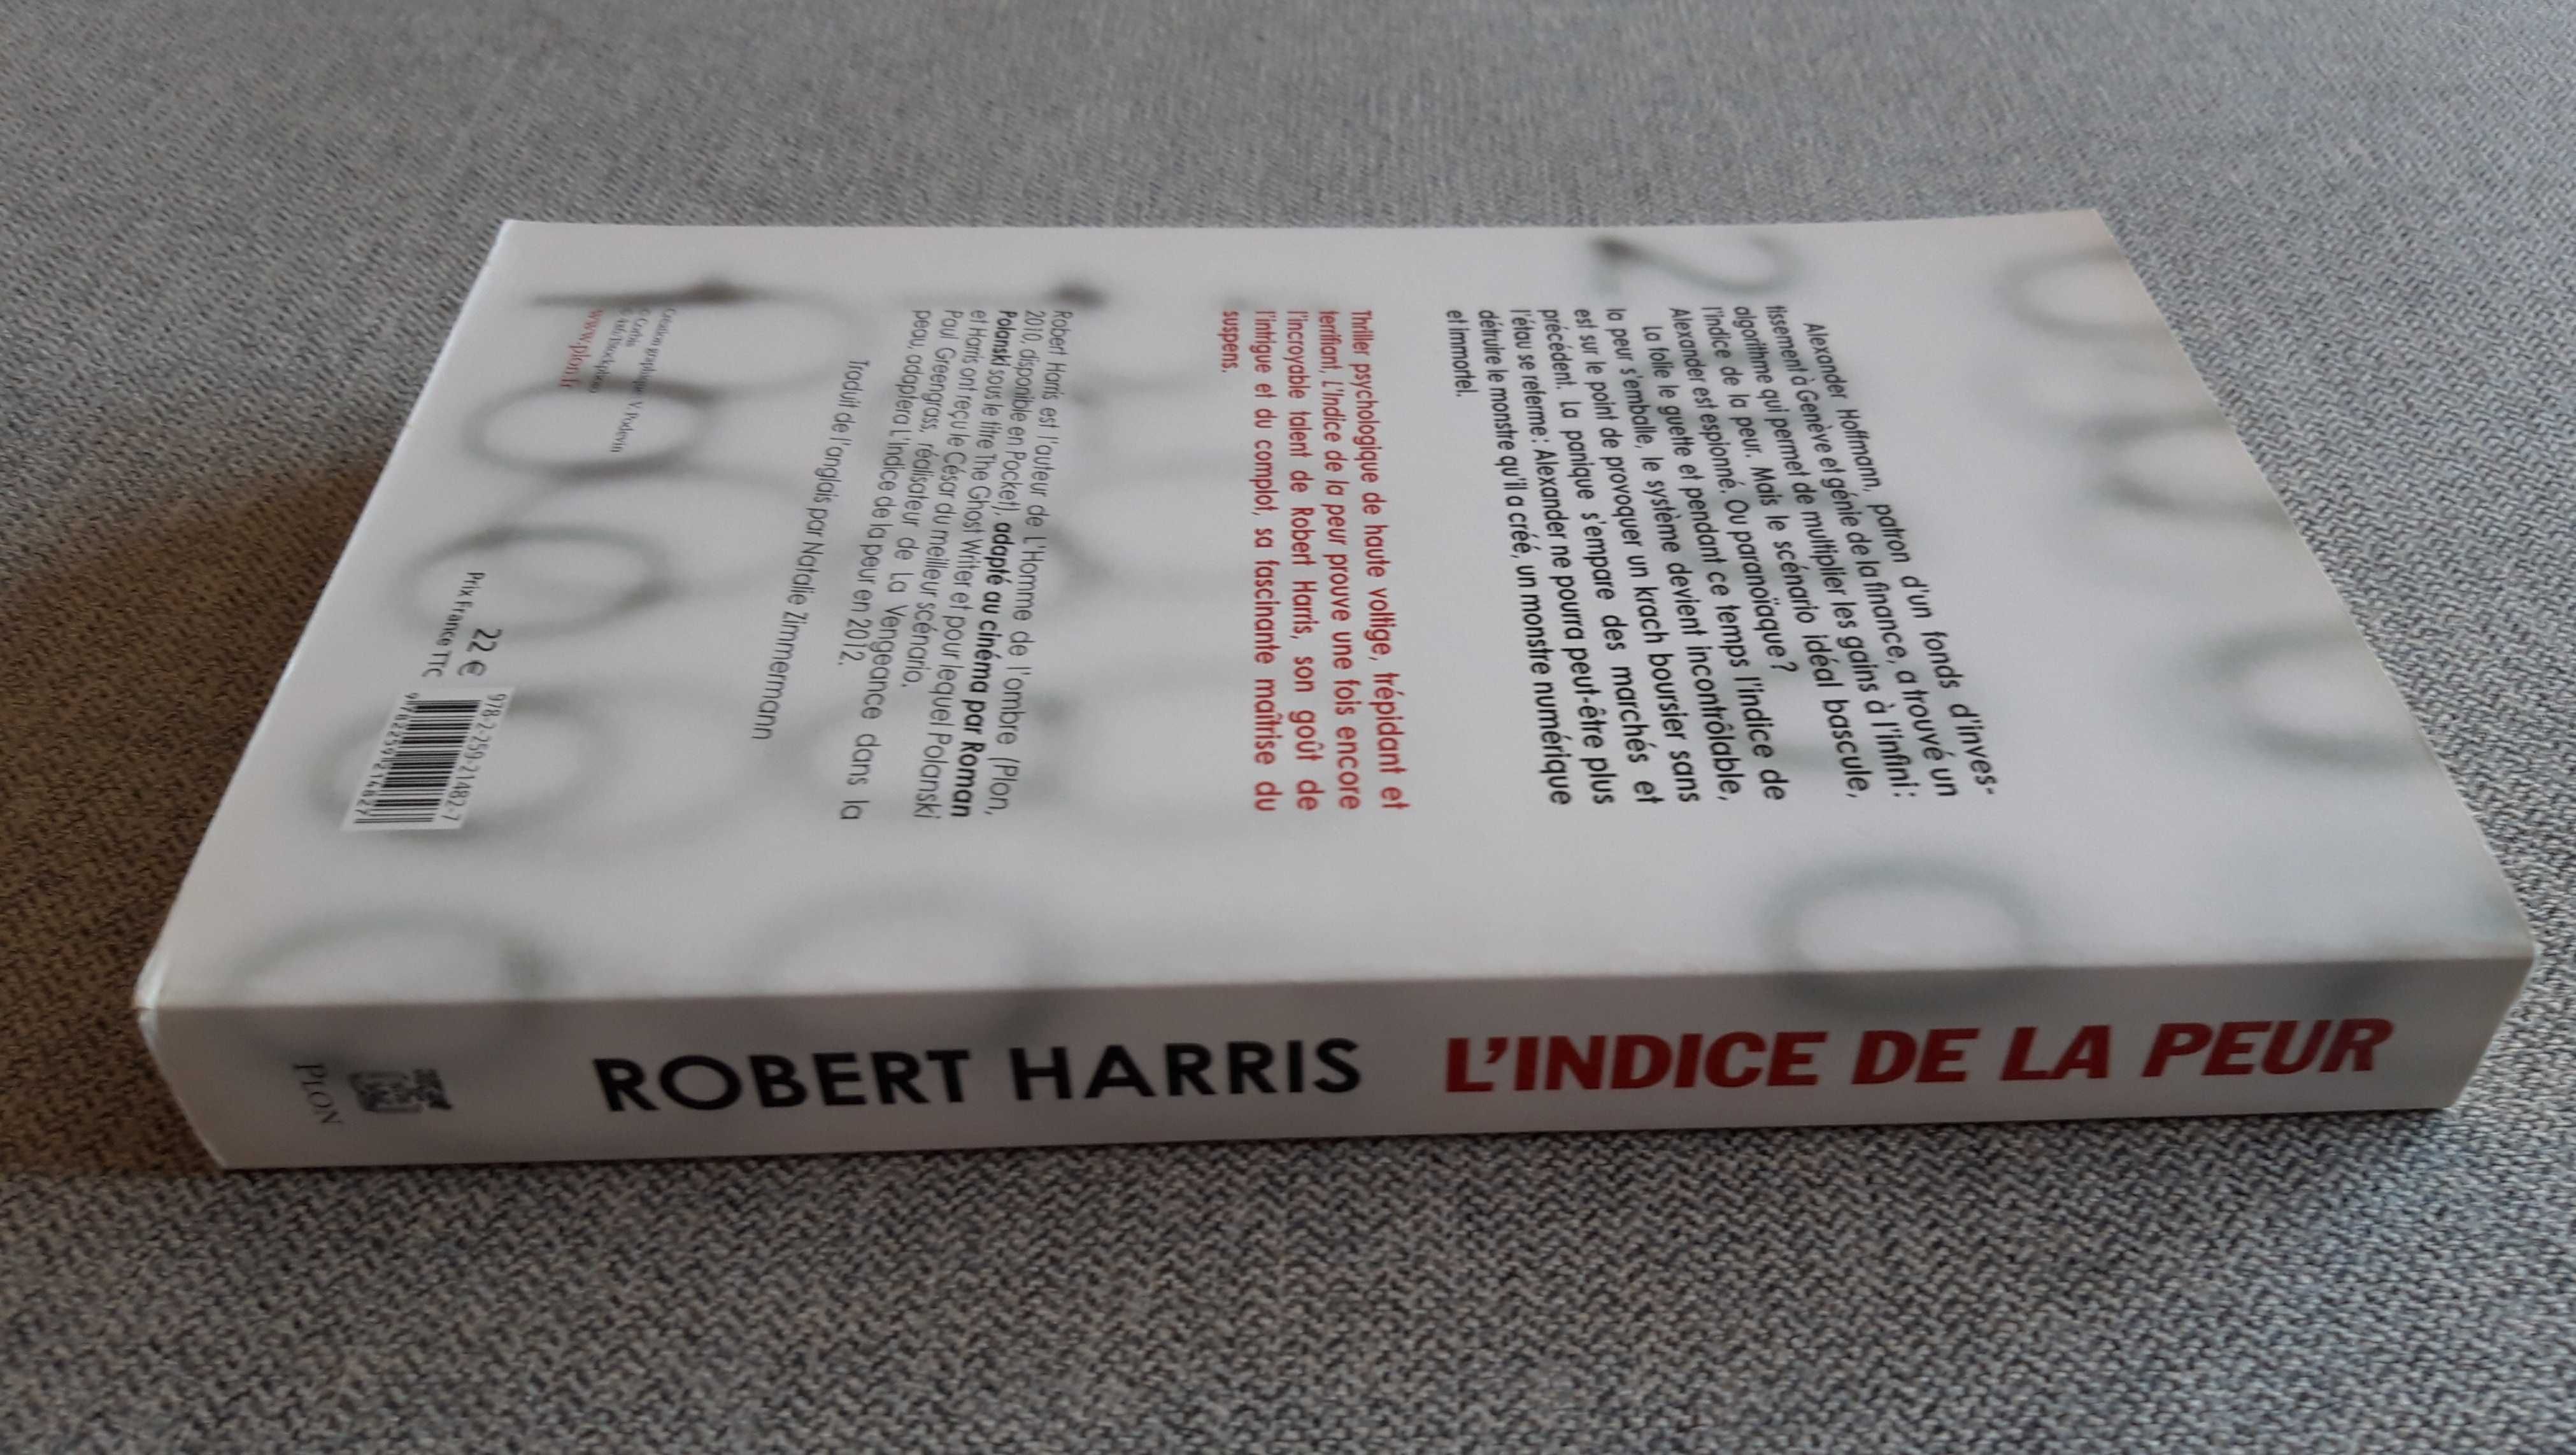 Alexander Hoffmann, patron d'un fonds d'inves-
tissement à Genève et génie de la finance, a trouvé un
algorithme qui permet de multiplier les gains à l'infini :
l'indice de la peur. Mais le scénario idéal bascule,
Alexander est espionné. Ou paranoïaque ?
La folie le guette et pendant ce temps l'indice de
la peur s'emballe, le système devient incontrôlable,
est sur le point de provoquer un krach boursier sans
précédent. La panique s'empare des marchés et
l'étau se referme : Alexander ne pourra peut-être plus
détruire le monstre qu'il a créé, un monstre numérique
et immortel.
Thriller psychologique de haute voltige, trépidant et
terrifiant, L'Indice de la peur prouve une fois encore
l'incroyable talent de Robert Harris, son goût de
l'intrigue et du complot, sa fascinante maîtrise du
suspens.
Robert Harris est l'auteur de L'Homme de l'ombre (Plon,
2010, disponible en Pocket), adapté au cinéma par Roman
Polanski sous le titre The Ghost Writer et pour lequel Polanski
et Harris ont reçu le César du meilleur scénario.
Paul Greengrass, réalisateur de La Vengeance dans la
peau, adaptera L'Indice de la peur en 2012.
Traduit de l'anglais par Natalie Zimmermann
Création graphique : V. Podevin
© Corbis
www.plon.fr
22 €
Prix France TTC
978-2-259-21482-7
9782259214827
ROBERT HARRIS L'INDICE DE LA PEUR
PLON